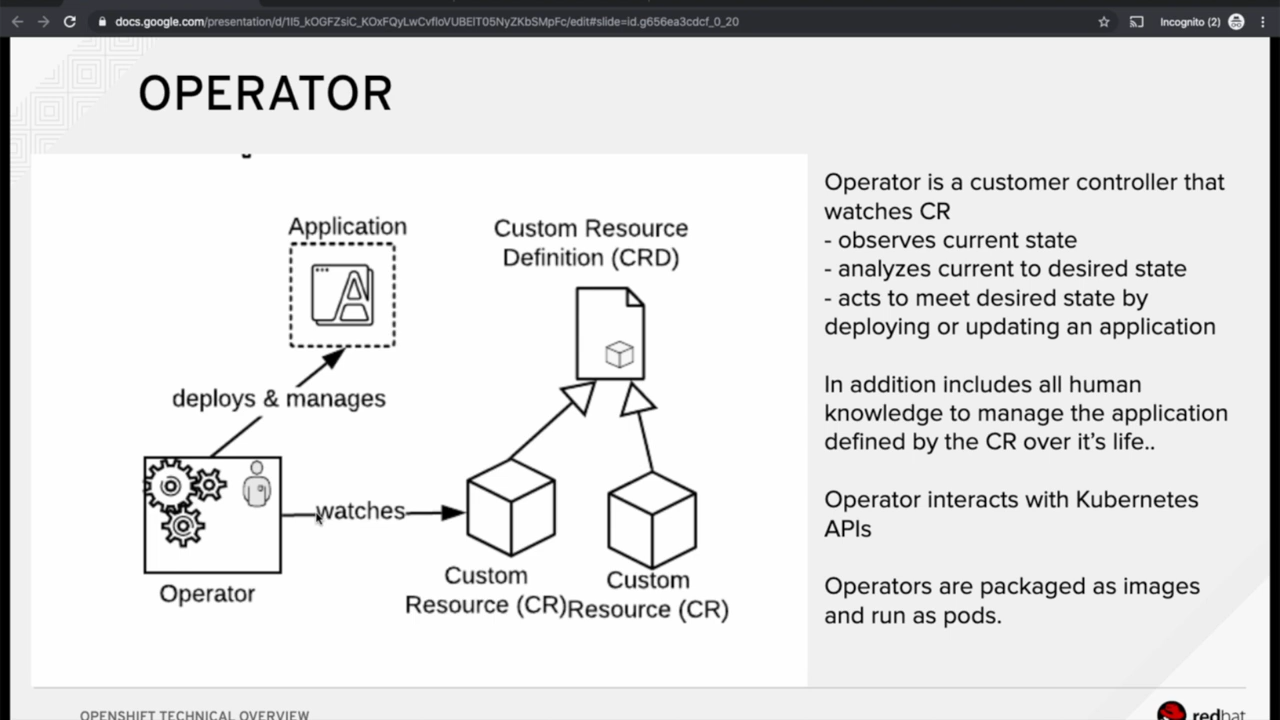 docs.google.com/presentation/d/1I5_kOGFZsiC_KOxFQyLwCvfloVUBEIT05NyZKbSMpFc/edit#slide=id.g656ea3cdcf_0_20
Incognito (2)
OPERATOR
Application
Custom Resource
Definition (CRD)
deploys & manages
watches
Operator
Custom
Resource (CR)
Custom
Resource (CR)
Operator is a customer controller that
watches CR
- observes current state
- analyzes current to desired state
- acts to meet desired state by
deploying or updating an application
In addition includes all human
knowledge to manage the application
defined by the CR over it’s life..
Operator interacts with Kubernetes
APIs
Operators are packaged as images
and run as pods.
OPENSHIFT TECHNICAL OVERVIEW
redhat